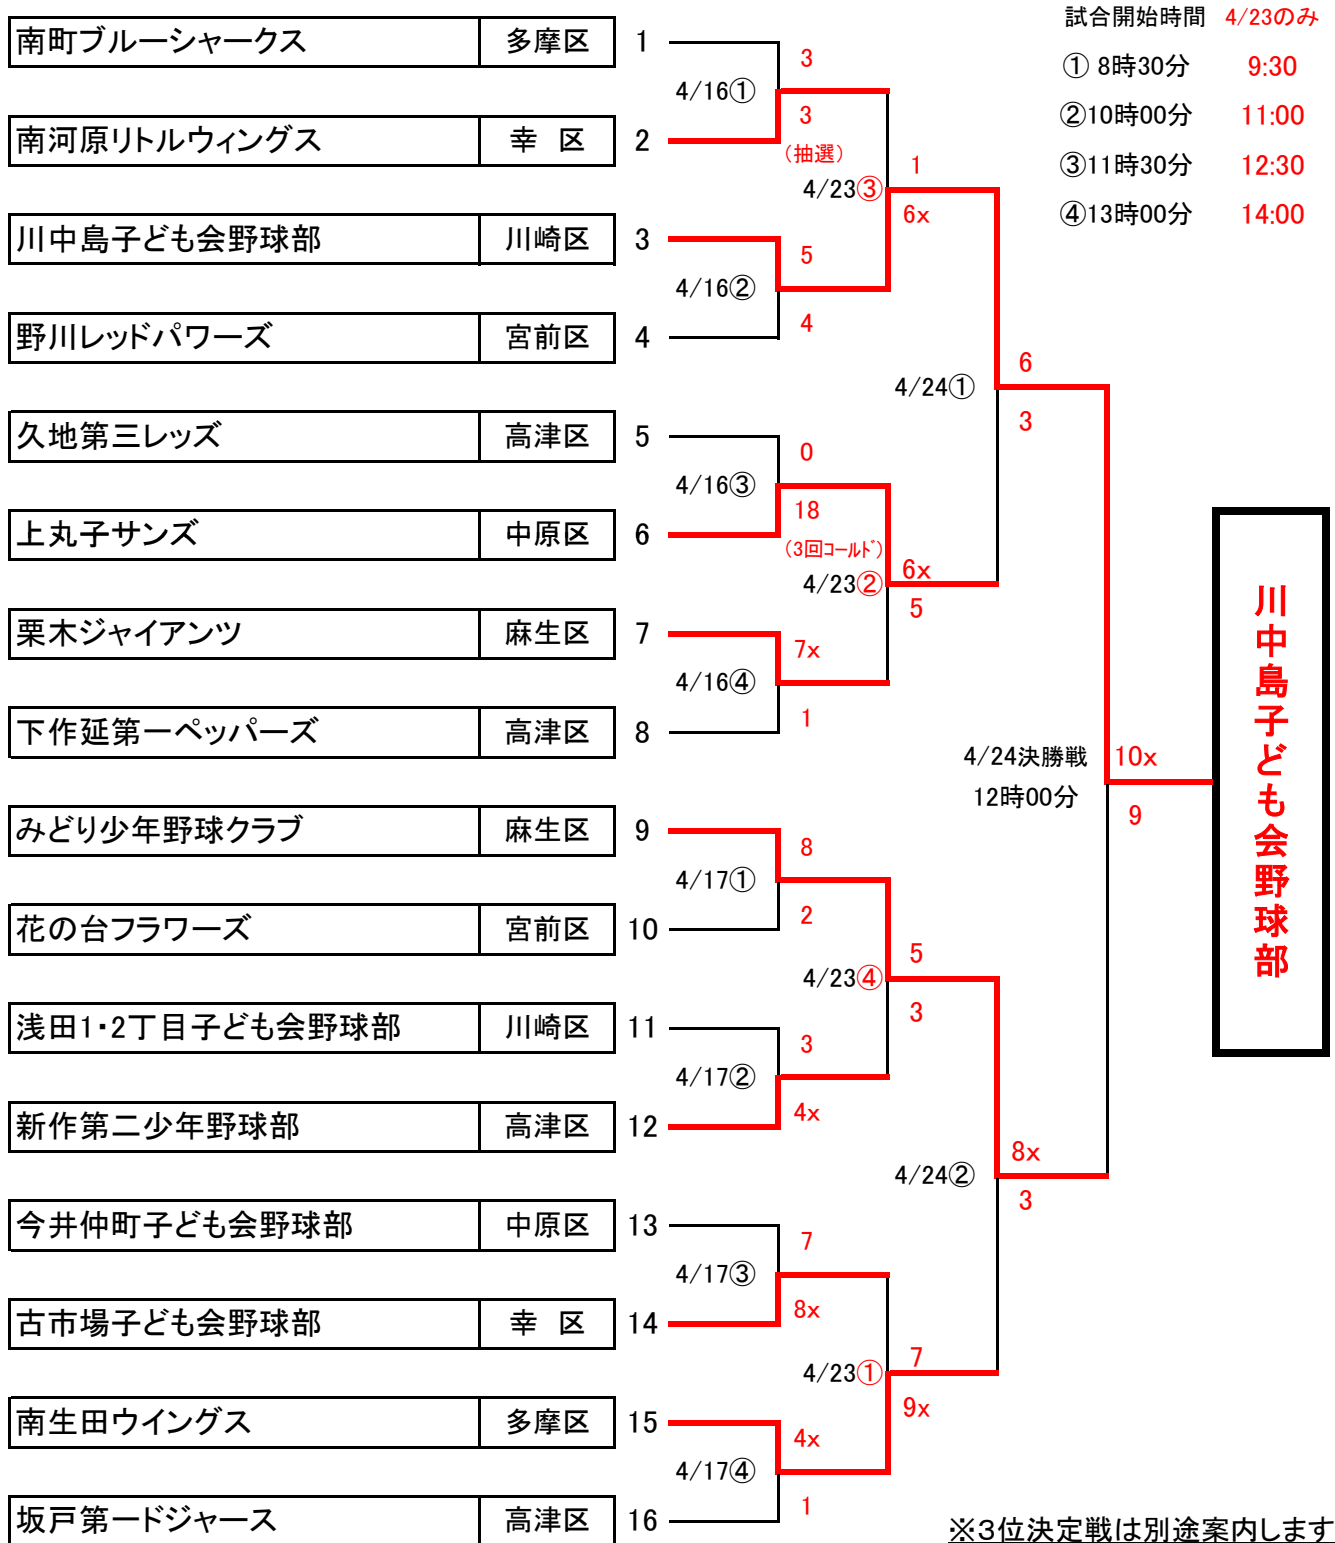 試合開始時間 4/23のみ
① 8時30分 9:30
②10時00分 11:00
③11時30分 12:30
④13時00分 14:00
南町ブルーシャークス 多摩区 1
3
4/16①
3
(抽選)
南河原リトルウィングス 幸 区 2
1
4/23③
6x
川中島子ども会野球部 川崎区 3
5
4/16②
4
野川レッドパワーズ 宮前区 4
6
4/24①
3
久地第三レッズ 高津区 5
0
4/16③
18
(3回コールド)
上丸子サンズ 中原区 6
6x
4/23②
5
栗木ジャイアンツ 麻生区 7
7x
4/16④
1
下作延第一ペッパーズ 高津区 8
4/24決勝戦 10x
12時00分
9
川中島子ども会野球部
みどり少年野球クラブ 麻生区 9
8
4/17①
2
花の台フラワーズ 宮前区 10
5
4/23④
3
浅田1・2丁目子ども会野球部 川崎区 11
3
4/17②
4x
新作第二少年野球部 高津区 12
8x
4/24②
3
今井仲町子ども会野球部 中原区 13
7
4/17③
8x
古市場子ども会野球部 幸 区 14
7
4/23①
9x
南生田ウイングス 多摩区 15
4x
4/17④
1
坂戸第一ドジャース 高津区 16
※3位決定戦は別途案内します